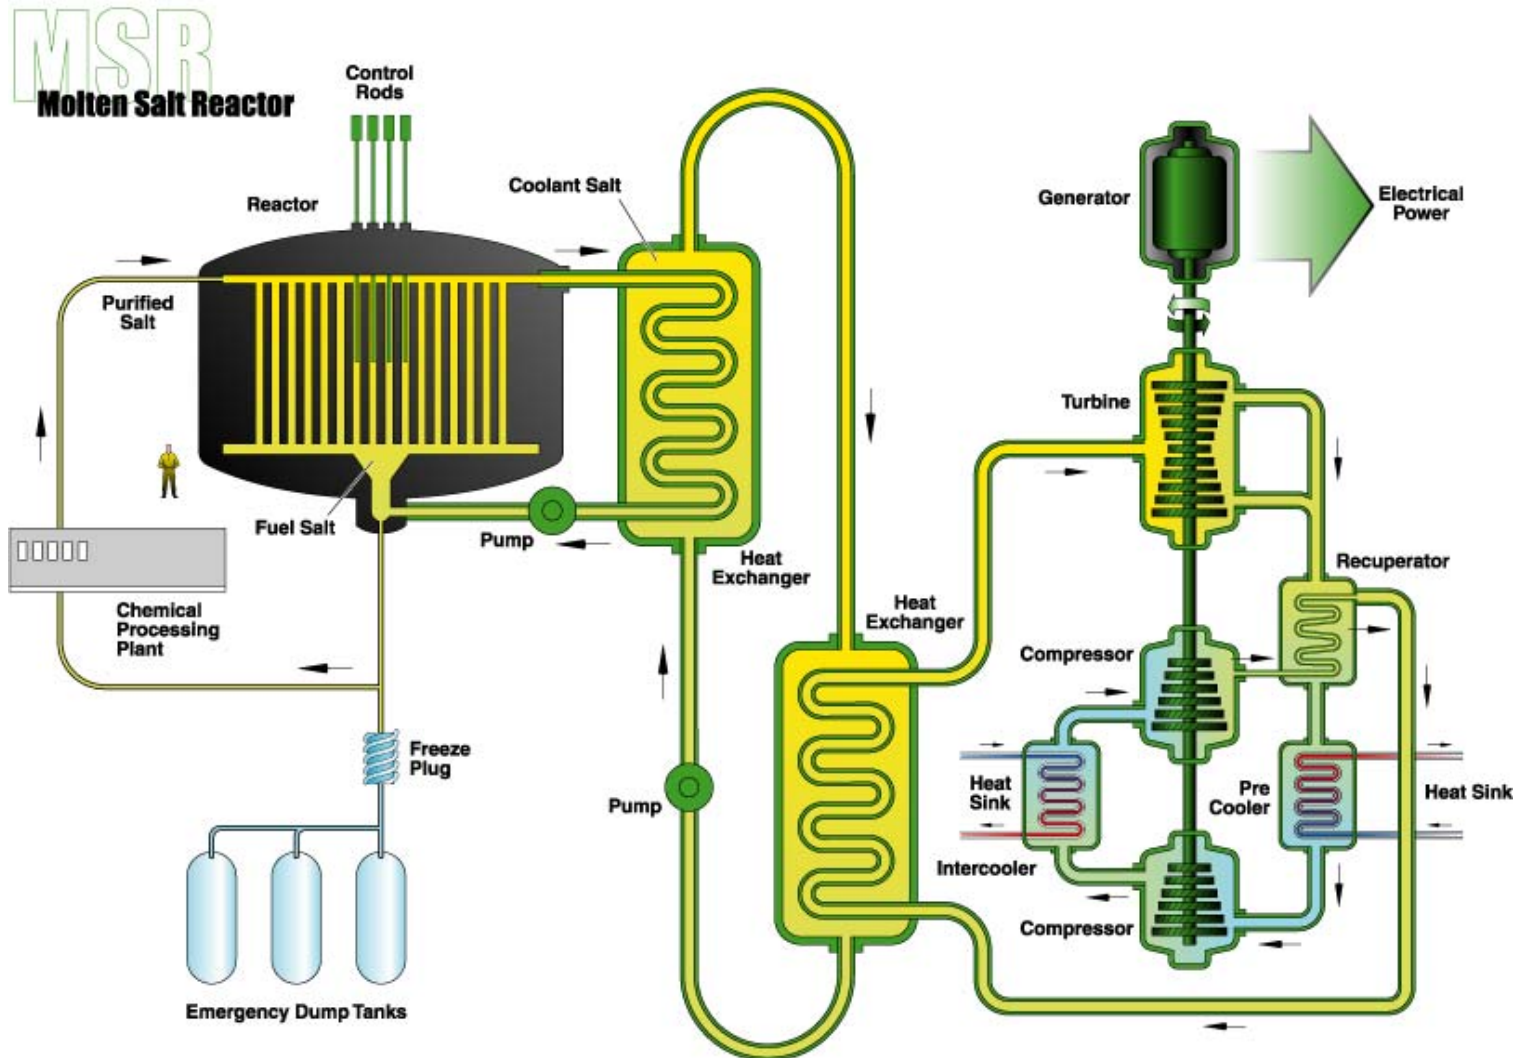 MSR
Molten Salt Reactor
Control
Rods
Reactor
Coolant Salt
Purified
Salt
Fuel Salt
Pump
Heat
Exchanger
Chemical
Processing
Plant
Freeze
Plug
Emergency Dump Tanks
Pump
Heat
Exchanger
Generator
Electrical
Power
Turbine
Recuperator
Compressor
Heat
Sink
Pre
Cooler
Heat Sink
Intercooler
Compressor